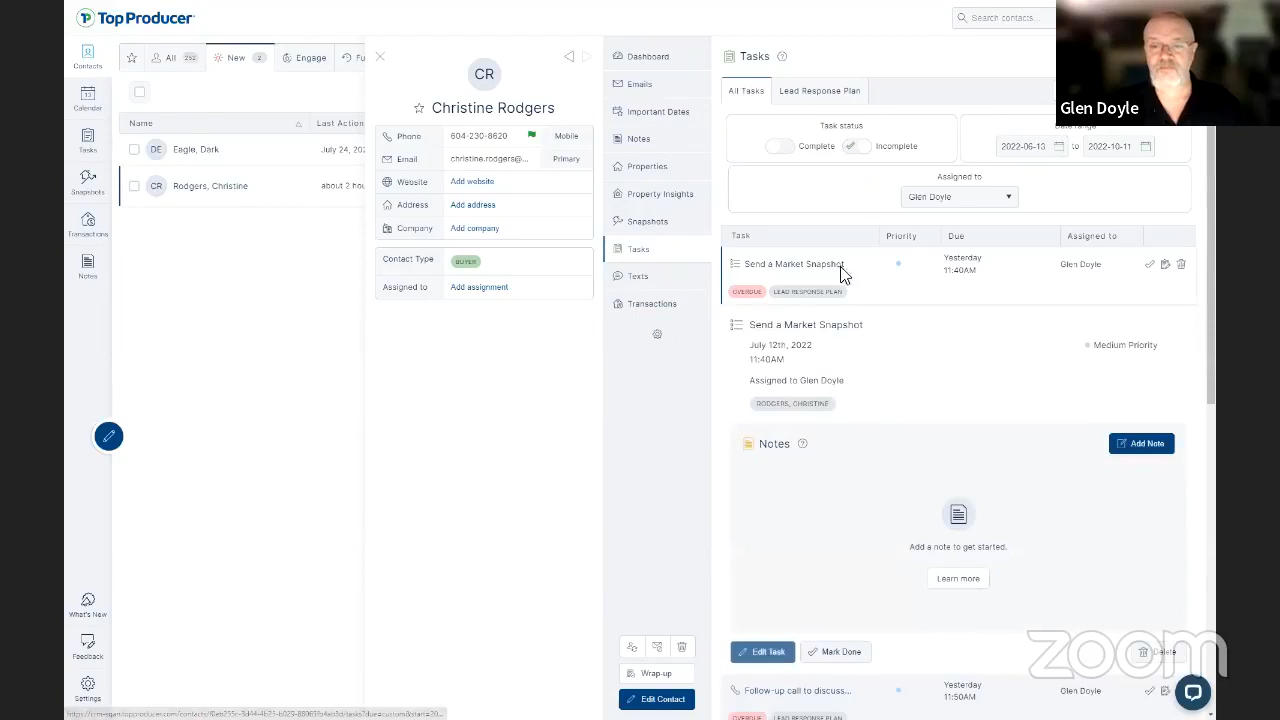 Top Producer
Search contacts...
Glen Doyle
Contacts
Calendar
Tasks
Snapshots
Transactions
Notes
What's New
Feedback
Settings
All 252
New 2
Engage
Name
Last Action
DE Eagle, Dark July 24, 202
CR Rodgers, Christine about 2 hou
CR
Christine Rodgers
Phone 604-230-8620 Mobile
Email christine.rodgers@... Primary
Website Add website
Address Add address
Company Add company
Contact Type BUYER
Assigned to Add assignment
Dashboard
Emails
Important Dates
Notes
Properties
Property Insights
Snapshots
Tasks
Texts
Transactions
Wrap-up
Edit Contact
Tasks
All Tasks Lead Response Plan
Task status
Complete Incomplete
Date range
2022-06-13 to 2022-10-11
Assigned to
Glen Doyle
Task Priority Due Assigned to
Send a Market Snapshot Yesterday 11:40AM Glen Doyle
OVERDUE LEAD RESPONSE PLAN
Send a Market Snapshot
July 12th, 2022
11:40AM
Medium Priority
Assigned to Glen Doyle
RODGERS, CHRISTINE
Notes
Add Note
Add a note to get started.
Learn more
Edit Task Mark Done Delete
zoom
Follow-up call to discuss... Yesterday 11:50AM Glen Doyle
OVERDUE LEAD RESPONSE PLAN